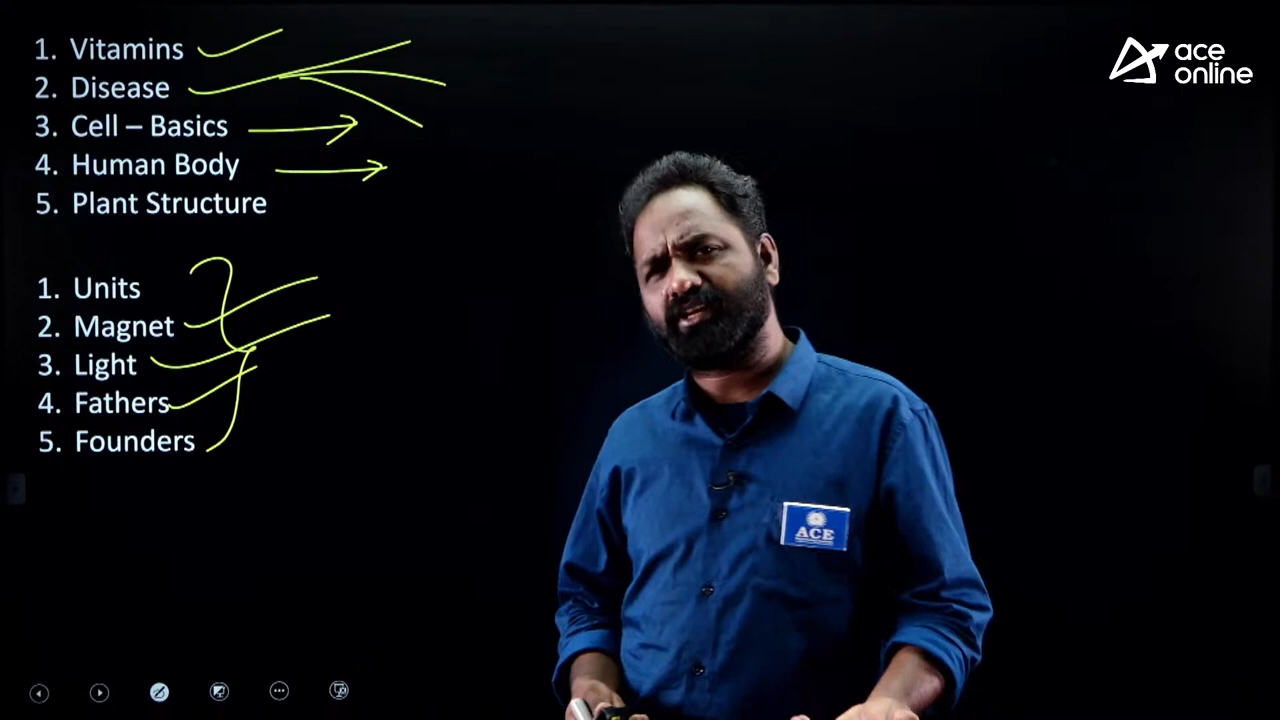 1. Vitamins
2. Disease
3. Cell – Basics
4. Human Body
5. Plant Structure
1. Units
2. Magnet
3. Light
4. Fathers
5. Founders
ace
online
ACE